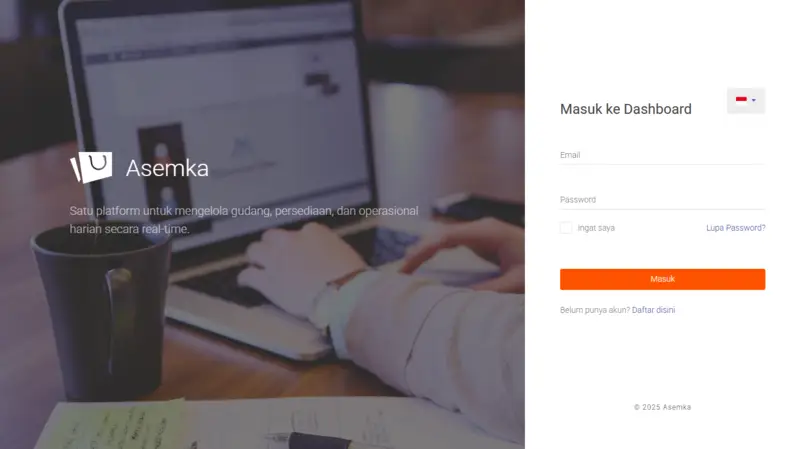 Asemka
Satu platform untuk mengelola gudang, persediaan, dan operasional
harian secara real-time.
Masuk ke Dashboard
Email
Password
Ingat saya
Lupa Password?
Masuk
Belum punya akun? Daftar disini
© 2025 Asemka